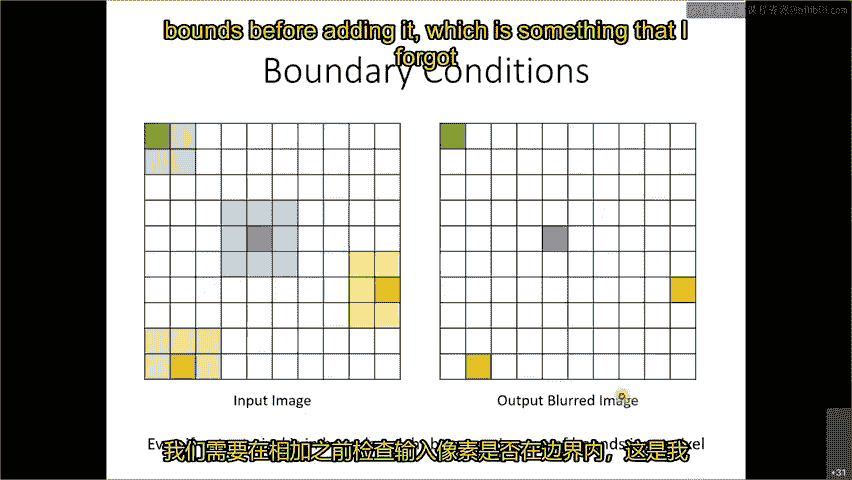 bounds before adding it, which is something that I
forgot
Boundary Conditions
Input Image
Output Blurred Image
我们需要在相加之前检查输入像素是否在边界内，这是我